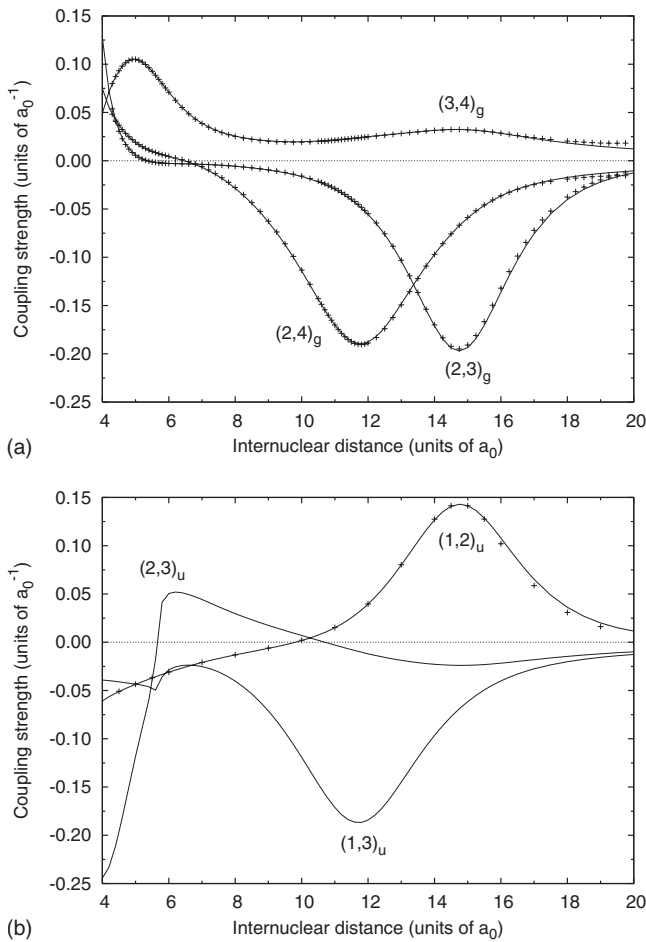 0.15
0.10
0.05
0.00
-0.05
-0.10
-0.15
-0.20
-0.25
Coupling strength (units of a₀⁻¹)
(3,4)g
(2,4)g
(2,3)g
4 6 8 10 12 14 16 18 20
(a) Internuclear distance (units of a₀)
0.15
0.10
0.05
0.00
-0.05
-0.10
-0.15
-0.20
-0.25
Coupling strength (units of a₀⁻¹)
(1,2)u
(2,3)u
(1,3)u
4 6 8 10 12 14 16 18 20
(b) Internuclear distance (units of a₀)